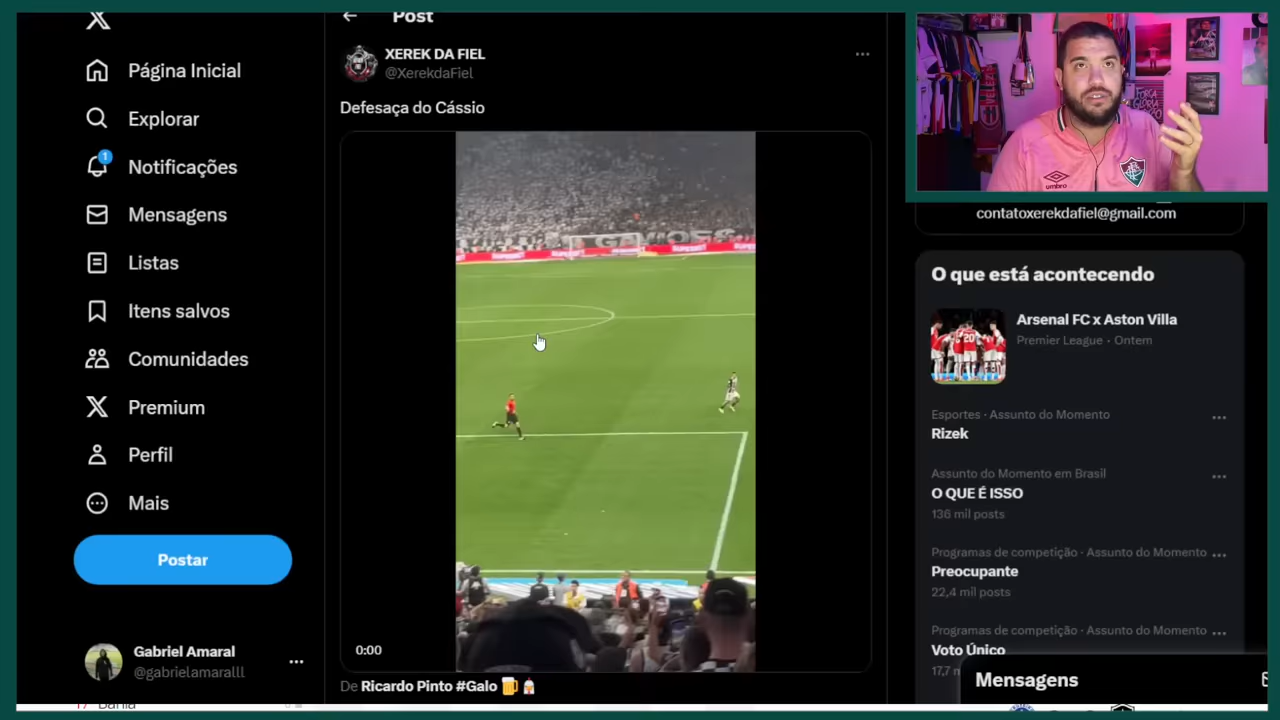 Post
Página Inicial
Explorar
1
Notificações
Mensagens
Listas
Itens salvos
Comunidades
Premium
Perfil
Mais
Postar
Gabriel Amaral
@gabrielamaralll
XEREK DA FIEL
@XerekdaFiel
Defesaça do Cássio
0:00
De Ricardo Pinto #Galo
umbro
contatoxerekdafiel@gmail.com
O que está acontecendo
Arsenal FC x Aston Villa
Premier League · Ontem
Esportes · Assunto do Momento
Rizek
Assunto do Momento em Brasil
O QUE É ISSO
136 mil posts
Programas de competição · Assunto do Momento
Preocupante
22,4 mil posts
Programas de competição · Assunto do Momento
Voto Único
Mensagens